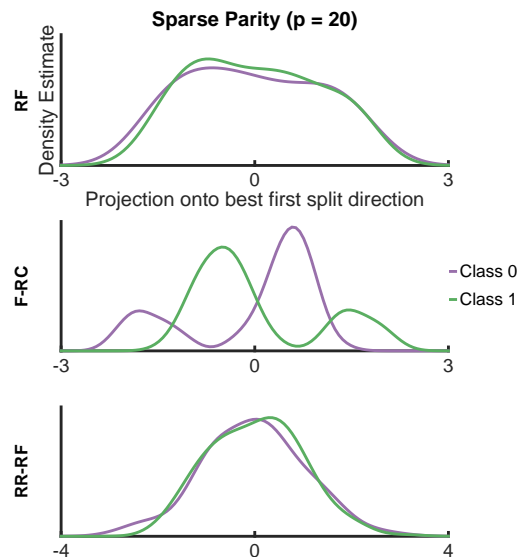 Sparse Parity (p = 20)
RF
Density Estimate
-3 0 3
Projection onto best first split direction
F-RC
Class 0
Class 1
-3 0 3
RR-RF
-4 0 4